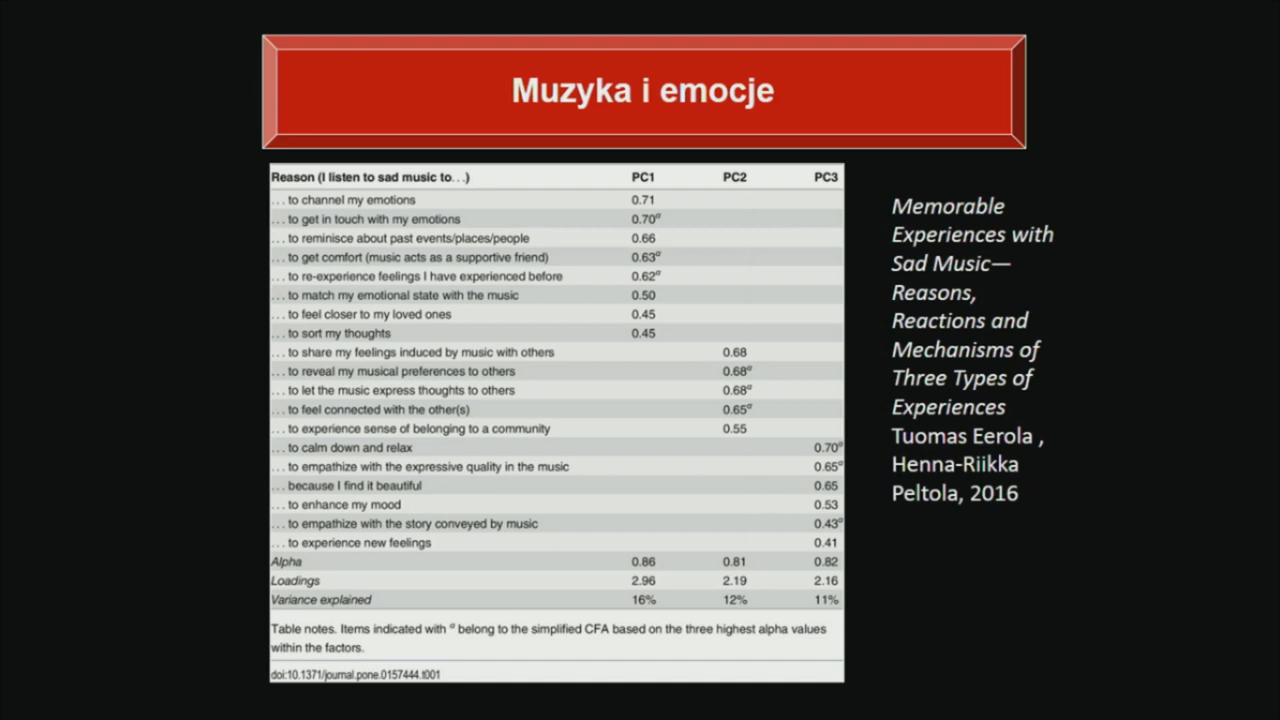 Muzyka i emocje
Reason (I listen to sad music to…) PC1 PC2 PC3
… to channel my emotions 0.71
… to get in touch with my emotions 0.70ᵅ
… to reminisce about past events/places/people 0.66
… to get comfort (music acts as a supportive friend) 0.63ᵅ
… to re-experience feelings I have experienced before 0.62ᵅ
… to match my emotional state with the music 0.50
… to feel closer to my loved ones 0.45
… to sort my thoughts 0.45
… to share my feelings induced by music with others 0.68
… to reveal my musical preferences to others 0.68ᵅ
… to let the music express thoughts to others 0.68ᵅ
… to feel connected with the other(s) 0.65ᵅ
… to experience sense of belonging to a community 0.55
… to calm down and relax 0.70ᵅ
… to empathize with the expressive quality in the music 0.65ᵅ
… because I find it beautiful 0.65
… to enhance my mood 0.53
… to empathize with the story conveyed by music 0.43ᵅ
… to experience new feelings 0.41
Alpha 0.86 0.81 0.82
Loadings 2.96 2.19 2.16
Variance explained 16% 12% 11%
Table notes. Items indicated with ᵅ belong to the simplified CFA based on the three highest alpha values
within the factors.
doi:10.1371/journal.pone.0157444.t001
Memorable
Experiences with
Sad Music—
Reasons,
Reactions and
Mechanisms of
Three Types of
Experiences
Tuomas Eerola ,
Henna-Riikka
Peltola, 2016